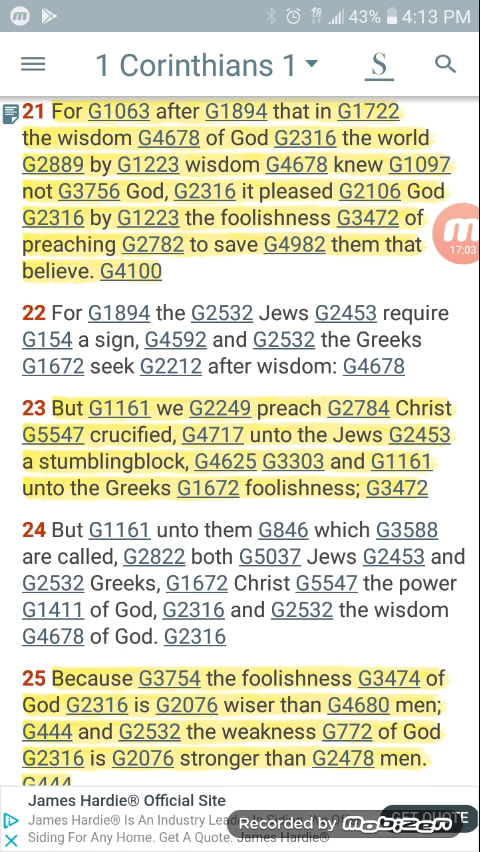 43% 4:13 PM
1 Corinthians 1 S
21 For G1063 after G1894 that in G1722
the wisdom G4678 of God G2316 the world
G2889 by G1223 wisdom G4678 knew G1097
not G3756 God, G2316 it pleased G2106 God
G2316 by G1223 the foolishness G3472 of
preaching G2782 to save G4982 them that
believe. G4100
17:03
22 For G1894 the G2532 Jews G2453 require
G154 a sign, G4592 and G2532 the Greeks
G1672 seek G2212 after wisdom: G4678
23 But G1161 we G2249 preach G2784 Christ
G5547 crucified, G4717 unto the Jews G2453
a stumblingblock, G4625 G3303 and G1161
unto the Greeks G1672 foolishness; G3472
24 But G1161 unto them G846 which G3588
are called, G2822 both G5037 Jews G2453 and
G2532 Greeks, G1672 Christ G5547 the power
G1411 of God, G2316 and G2532 the wisdom
G4678 of God. G2316
25 Because G3754 the foolishness G3474 of
God G2316 is G2076 wiser than G4680 men;
G444 and G2532 the weakness G772 of God
G2316 is G2076 stronger than G2478 men.
G444
James Hardie® Official Site
James Hardie® Is An Industry
GET QUOTE
Siding For Any Home. Get A Quote. James Hardie®
Recorded by mobizen